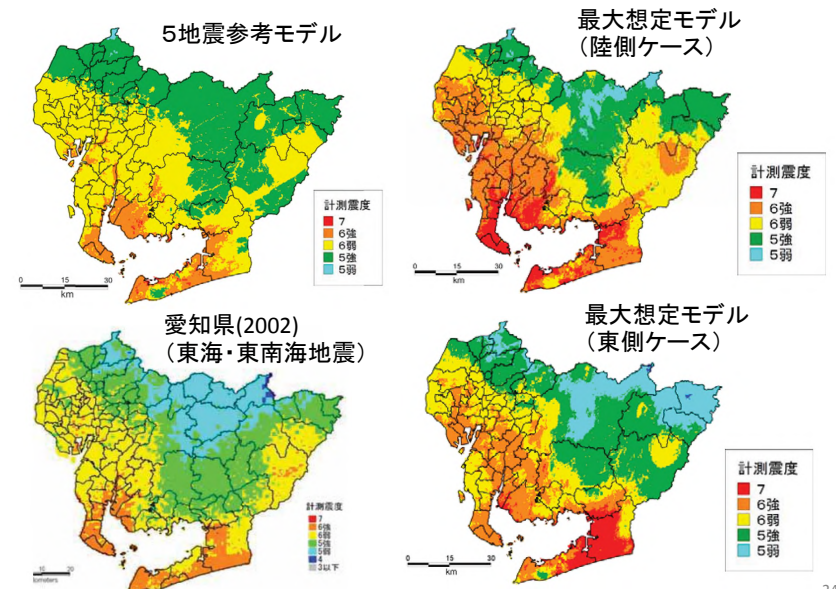 5地震参考モデル
計測震度
7
6強
6弱
5強
5弱
0 15 30
km
最大想定モデル
（陸側ケース）
計測震度
7
6強
6弱
5強
5弱
0 15 30
km
愛知県(2002)
（東海・東南海地震）
計測震度
7
6強
6弱
5強
5弱
4
3以下
10 20
lometers
最大想定モデル
（東側ケース）
計測震度
7
6強
6弱
5強
5弱
0 15 30
km